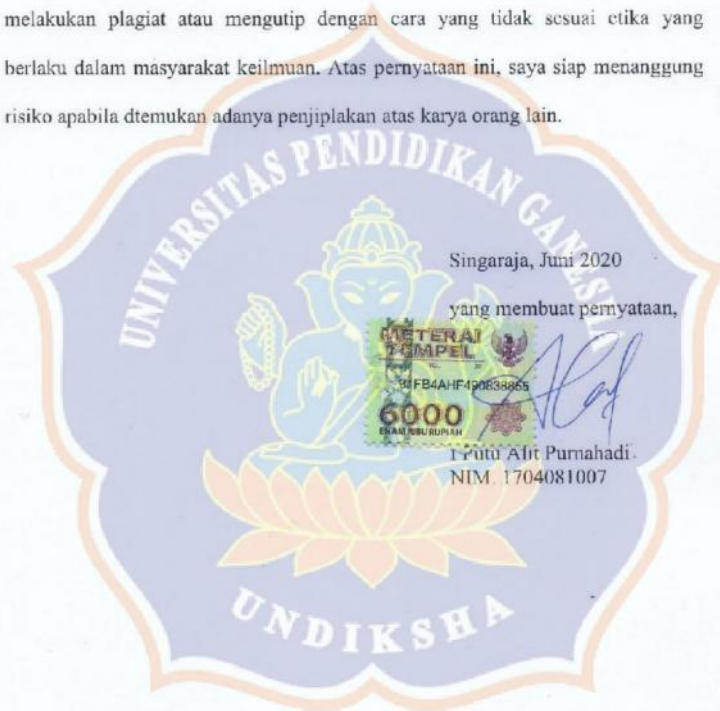 melakukan plagiat atau mengutip dengan cara yang tidak sesuai etika yang
berlaku dalam masyarakat keilmuan. Atas pernyataan ini, saya siap menanggung
risiko apabila dtemukan adanya penjiplakan atas karya orang lain.
UNIVERSITAS PENDIDIKAN GANESHA
Singaraja, Juni 2020
yang membuat pernyataan,
METERAI
TEMPEL
B1FB4AHF490838865
6000
ENAM RIBU RUPIAH
I Putu Alit Purnahadi
NIM. 1704081007
UNDIKSHA